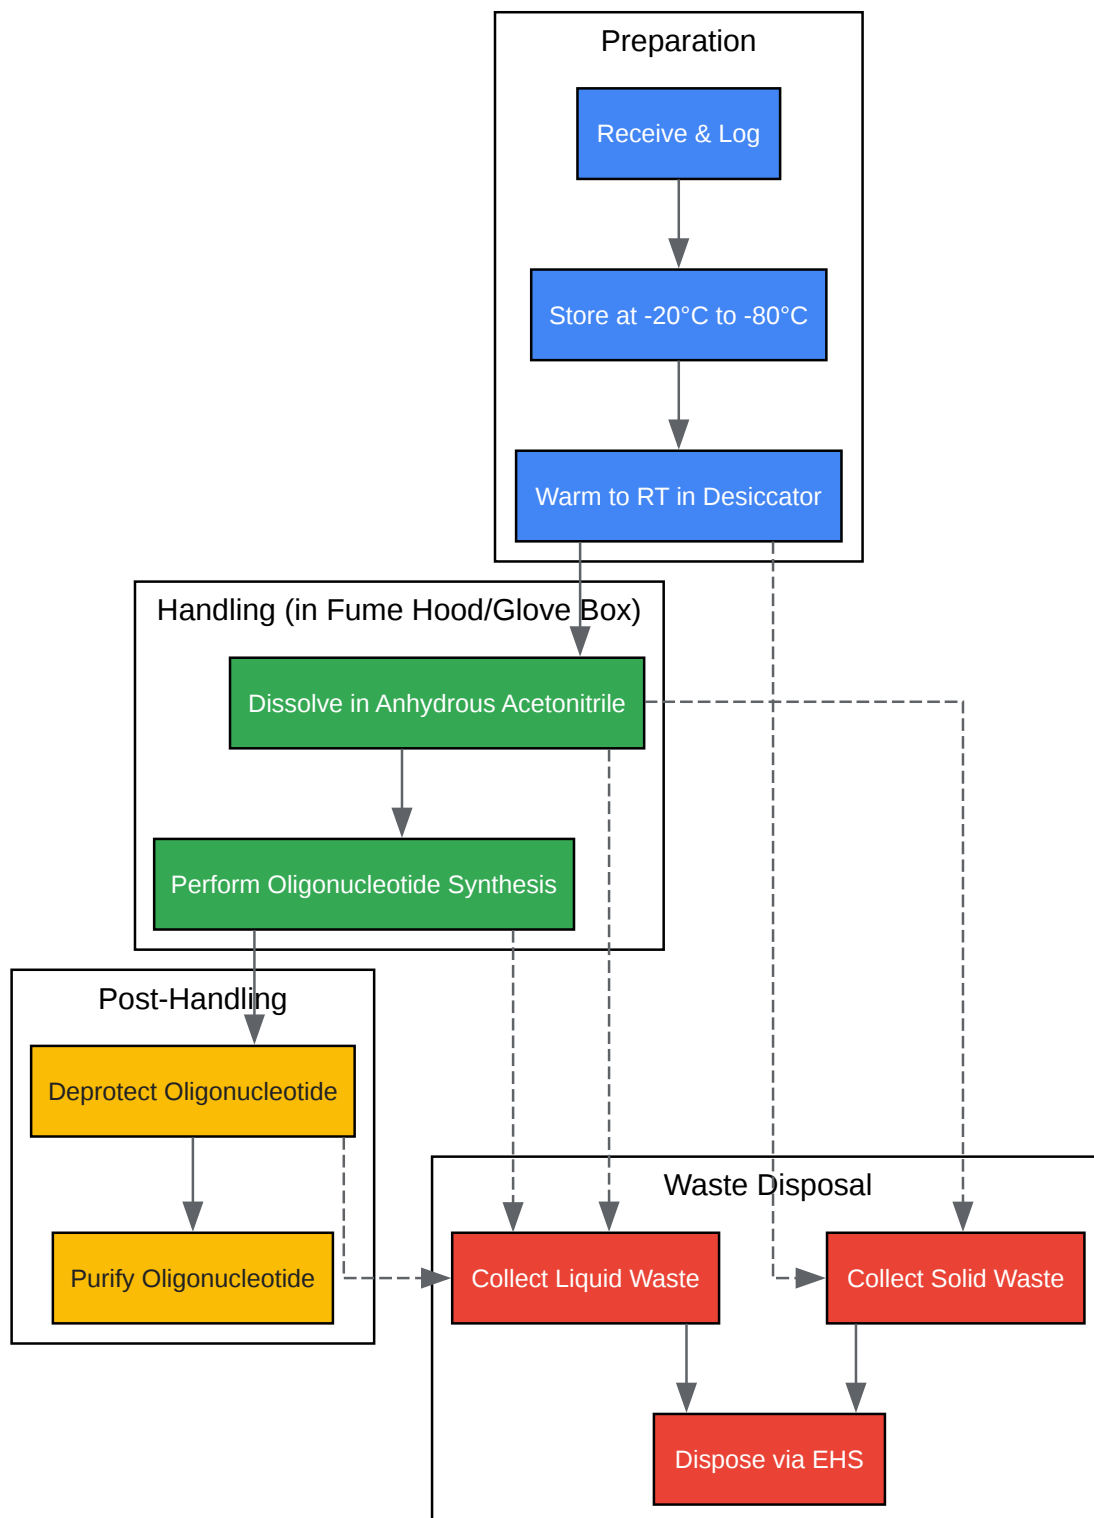 Preparation
Receive & Log
Store at -20°C to -80°C
Warm to RT in Desiccator
Handling (in Fume Hood/Glove Box)
Dissolve in Anhydrous Acetonitrile
Perform Oligonucleotide Synthesis
Post-Handling
Deprotect Oligonucleotide
Purify Oligonucleotide
Waste Disposal
Collect Liquid Waste
Collect Solid Waste
Dispose via EHS